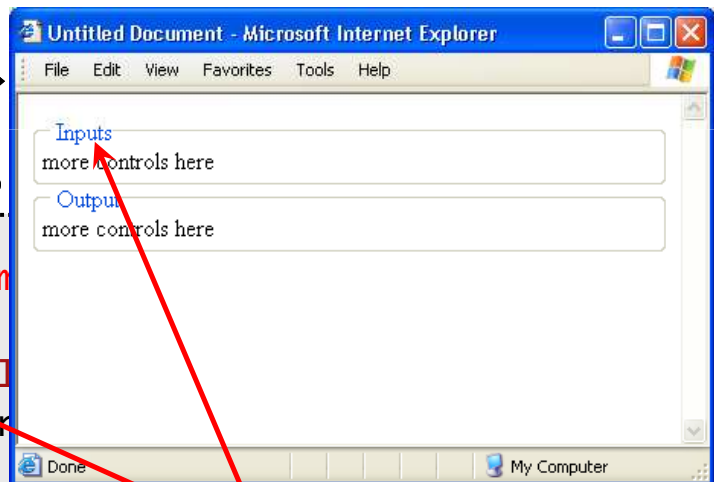 Untitled Document - Microsoft Internet Explorer
File Edit View Favorites Tools Help
Inputs
more controls here
Output
more controls here
Done My Computer